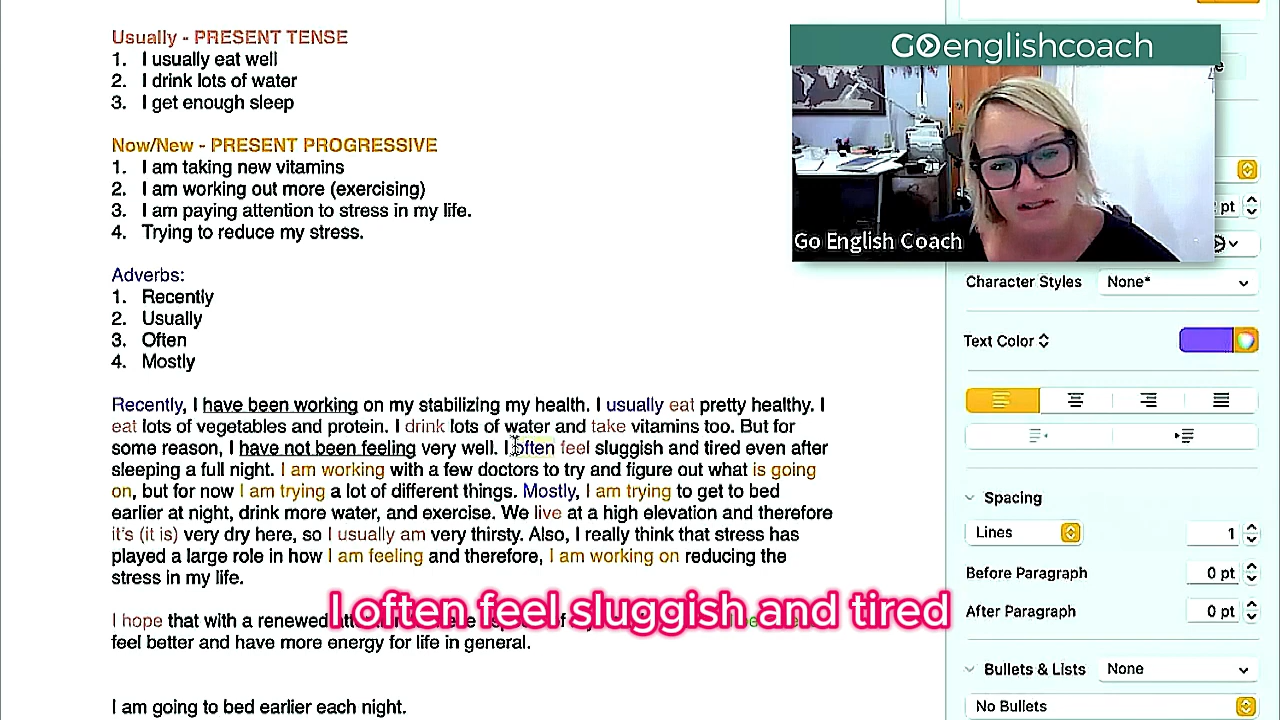 Usually - PRESENT TENSE
1. I usually eat well
2. I drink lots of water
3. I get enough sleep
Now/New - PRESENT PROGRESSIVE
1. I am taking new vitamins
2. I am working out more (exercising)
3. I am paying attention to stress in my life.
4. Trying to reduce my stress.
Adverbs:
1. Recently
2. Usually
3. Often
4. Mostly
Recently, I have been working on my stabilizing my health. I usually eat pretty healthy. I
eat lots of vegetables and protein. I drink lots of water and take vitamins too. But for
some reason, I have not been feeling very well. I often feel sluggish and tired even after
sleeping a full night. I am working with a few doctors to try and figure out what is going
on, but for now I am trying a lot of different things. Mostly, I am trying to get to bed
earlier at night, drink more water, and exercise. We live at a high elevation and therefore
it's (it is) very dry here, so I usually am very thirsty. Also, I really think that stress has
played a large role in how I am feeling and therefore, I am working on reducing the
stress in my life.
I often feel sluggish and tired
I hope that with a renewed
feel better and have more energy for life in general.
I am going to bed earlier each night.
GO englishcoach
Go English Coach
pt
Character Styles None*
Text Color
Spacing
Lines 1
Before Paragraph 0 pt
After Paragraph 0 pt
Bullets & Lists None
No Bullets